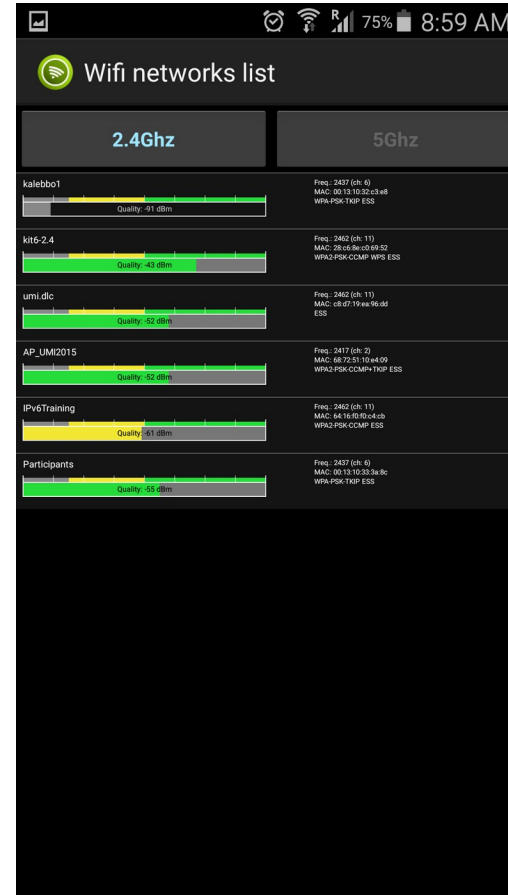 R 75% 8:59 AM
Wifi networks list
2.4Ghz 5Ghz
kalebbo1
Quality: -91 dBm
Freq.: 2437 (ch: 6)
MAC: 00:13:10:32:c3:e8
WPA-PSK-TKIP ESS
kit6-2.4
Quality: -43 dBm
Freq.: 2462 (ch: 11)
MAC: 28:c6:8e:c0:69:52
WPA2-PSK-CCMP WPS ESS
umi.dlc
Quality: -52 dBm
Freq.: 2462 (ch: 11)
MAC: c8:d7:19:ea:96:dd
ESS
AP_UMI2015
Quality: -52 dBm
Freq.: 2417 (ch: 2)
MAC: 68:72:51:10:e4:09
WPA2-PSK-CCMP+TKIP ESS
IPv6Training
Quality: -61 dBm
Freq.: 2462 (ch: 11)
MAC: 64:16:f0:f0:c4:cb
WPA2-PSK-CCMP ESS
Participants
Quality: -55 dBm
Freq.: 2437 (ch: 6)
MAC: 00:13:10:33:3a:8c
WPA-PSK-TKIP ESS